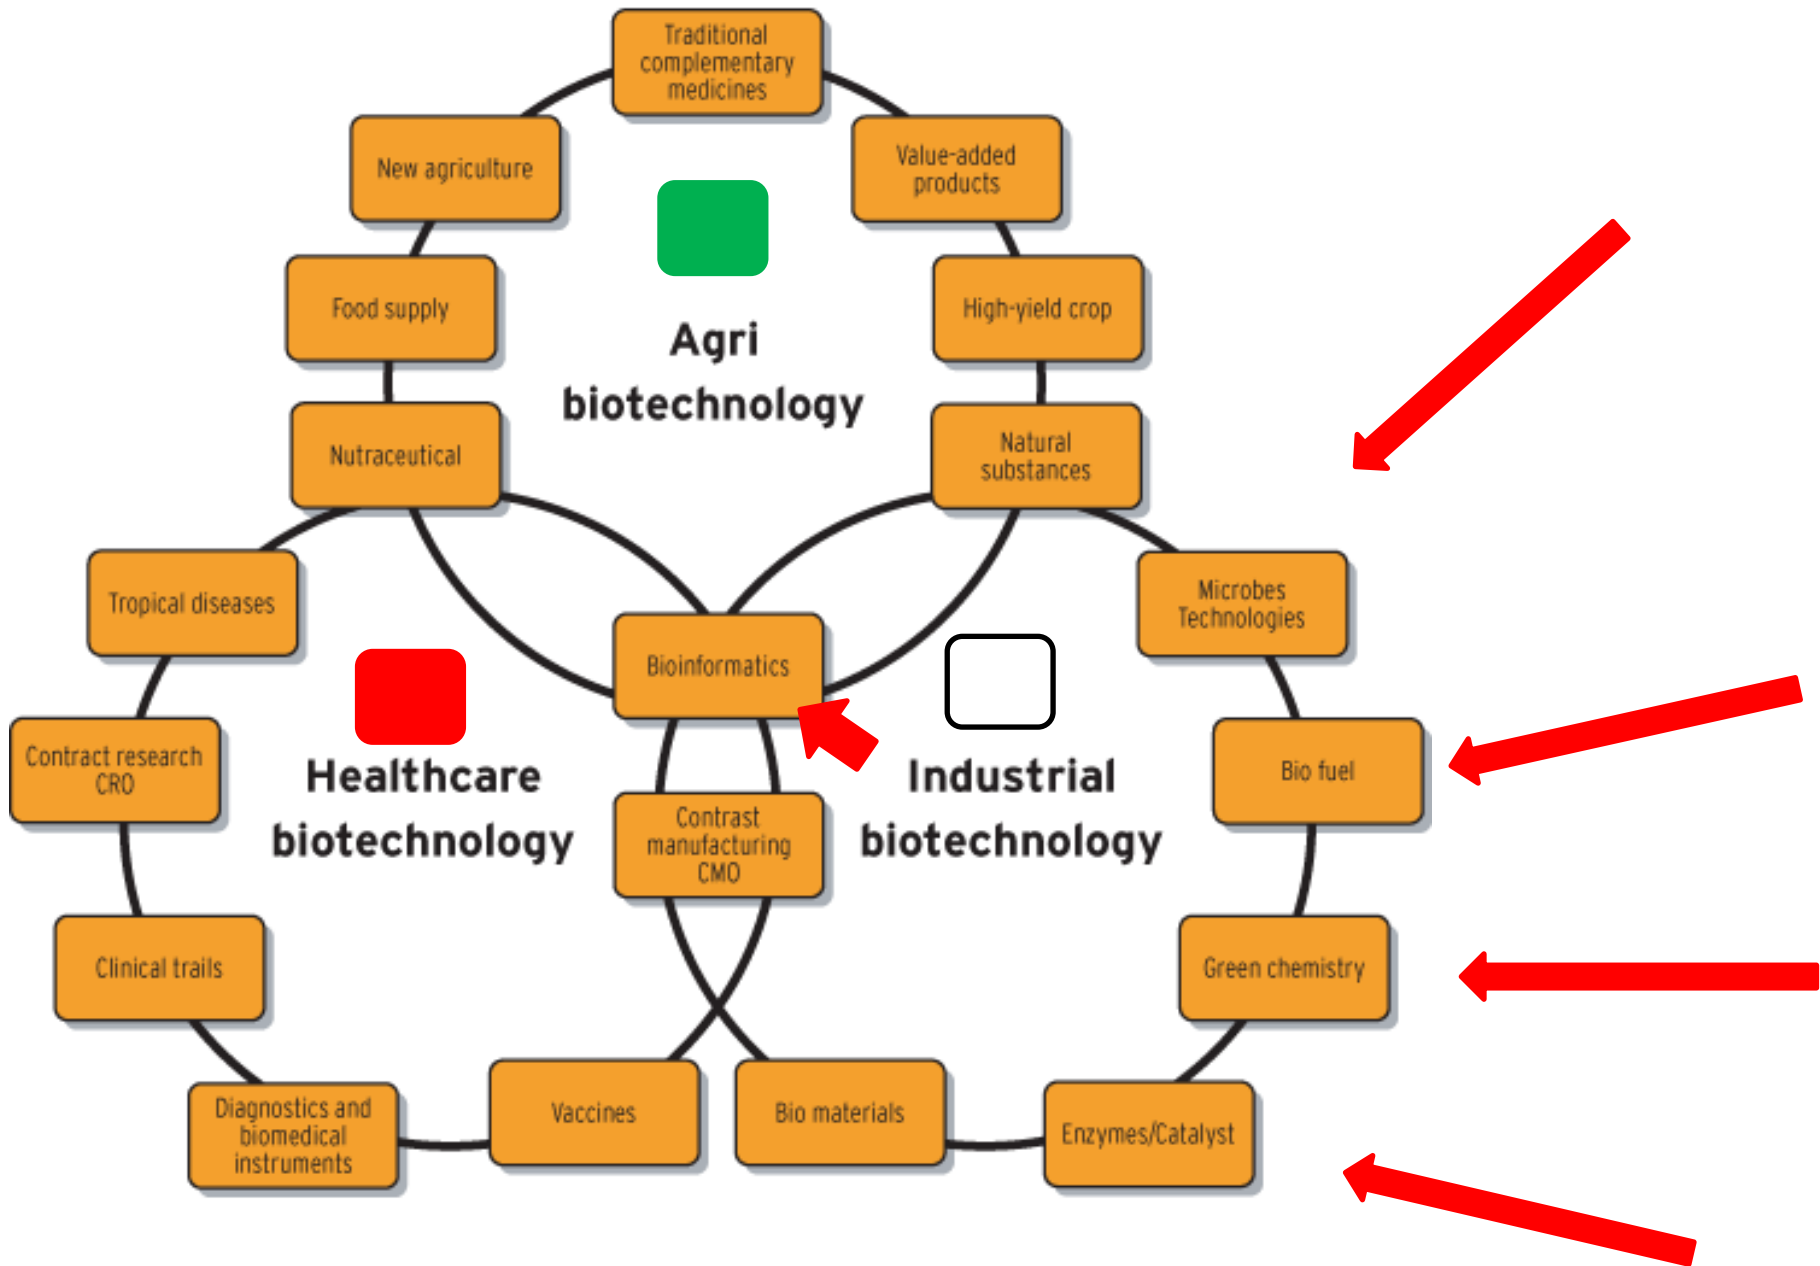 Traditional
complementary
medicines
New agriculture
Value-added
products
Food supply
High-yield crop
Agri
biotechnology
Nutraceutical
Natural
substances
Tropical diseases
Microbes
Technologies
Bioinformatics
Contract research
CRO
Healthcare
biotechnology
Contrast
manufacturing
CMO
Industrial
biotechnology
Bio fuel
Clinical trails
Green chemistry
Diagnostics and
biomedical
instruments
Vaccines
Bio materials
Enzymes/Catalyst